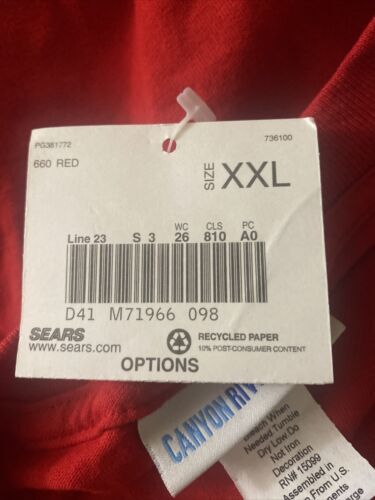 PG381772
736100
660 RED
SIZE XXL
WC CLS PC
Line 23 S 3 26 810 A0
D41 M71966 098
SEARS
www.sears.com
RECYCLED PAPER
10% POST-CONSUMER CONTENT
OPTIONS
CANYON RIV
Bleach When
Needed Tumble
Dry Low.Do
Not Iron
Decoration
RN# 15099
in
From U.S.